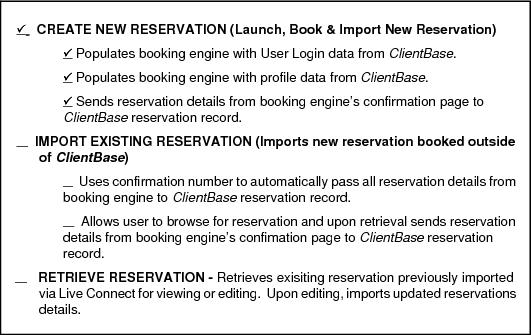 ✓ CREATE NEW RESERVATION (Launch, Book & Import New Reservation)
✓ Populates booking engine with User Login data from ClientBase.
✓ Populates booking engine with profile data from ClientBase.
✓ Sends reservation details from booking engine's confirmation page to
ClientBase reservation record.
__ IMPORT EXISTING RESERVATION (Imports new reservation booked outside
of ClientBase)
__ Uses confirmation number to automatically pass all reservation details from
booking engine to ClientBase reservation record.
__ Allows user to browse for reservation and upon retrieval sends reservation
details from booking engine's confimation page to ClientBase reservation
record.
__ RETRIEVE RESERVATION - Retrieves exisiting reservation previously imported
via Live Connect for viewing or editing. Upon editing, imports updated reservations
details.